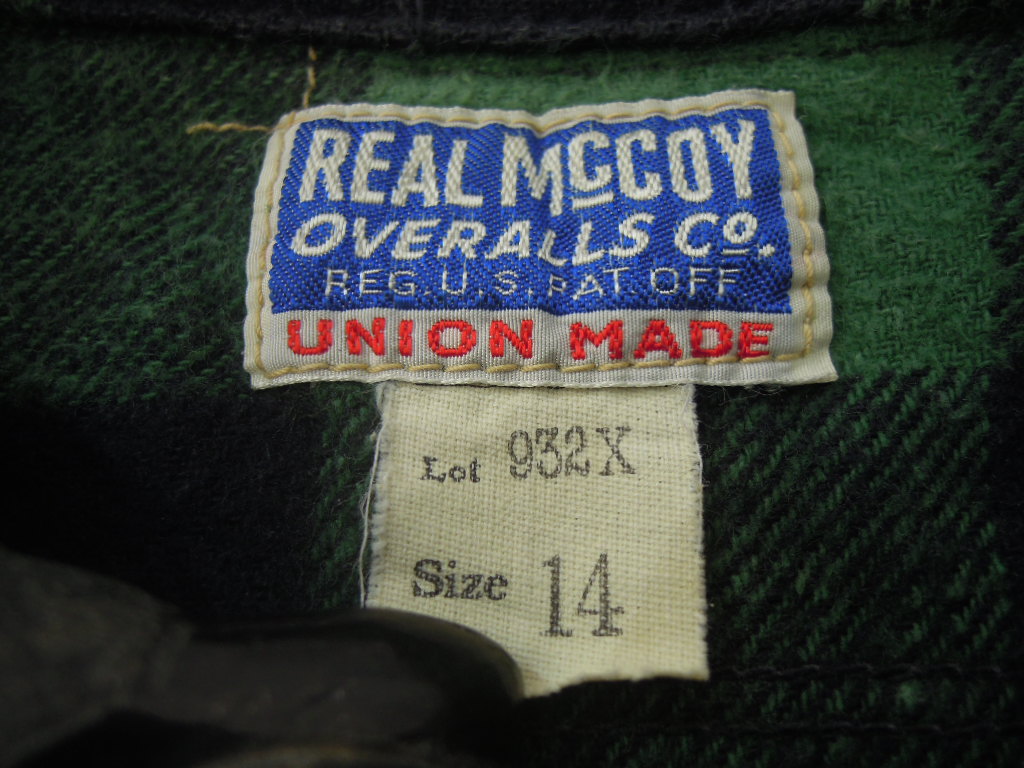 REAL McCOY
OVERALLS Co.
REG. U.S. PAT. OFF
UNION MADE
Lot 932X
Size 14